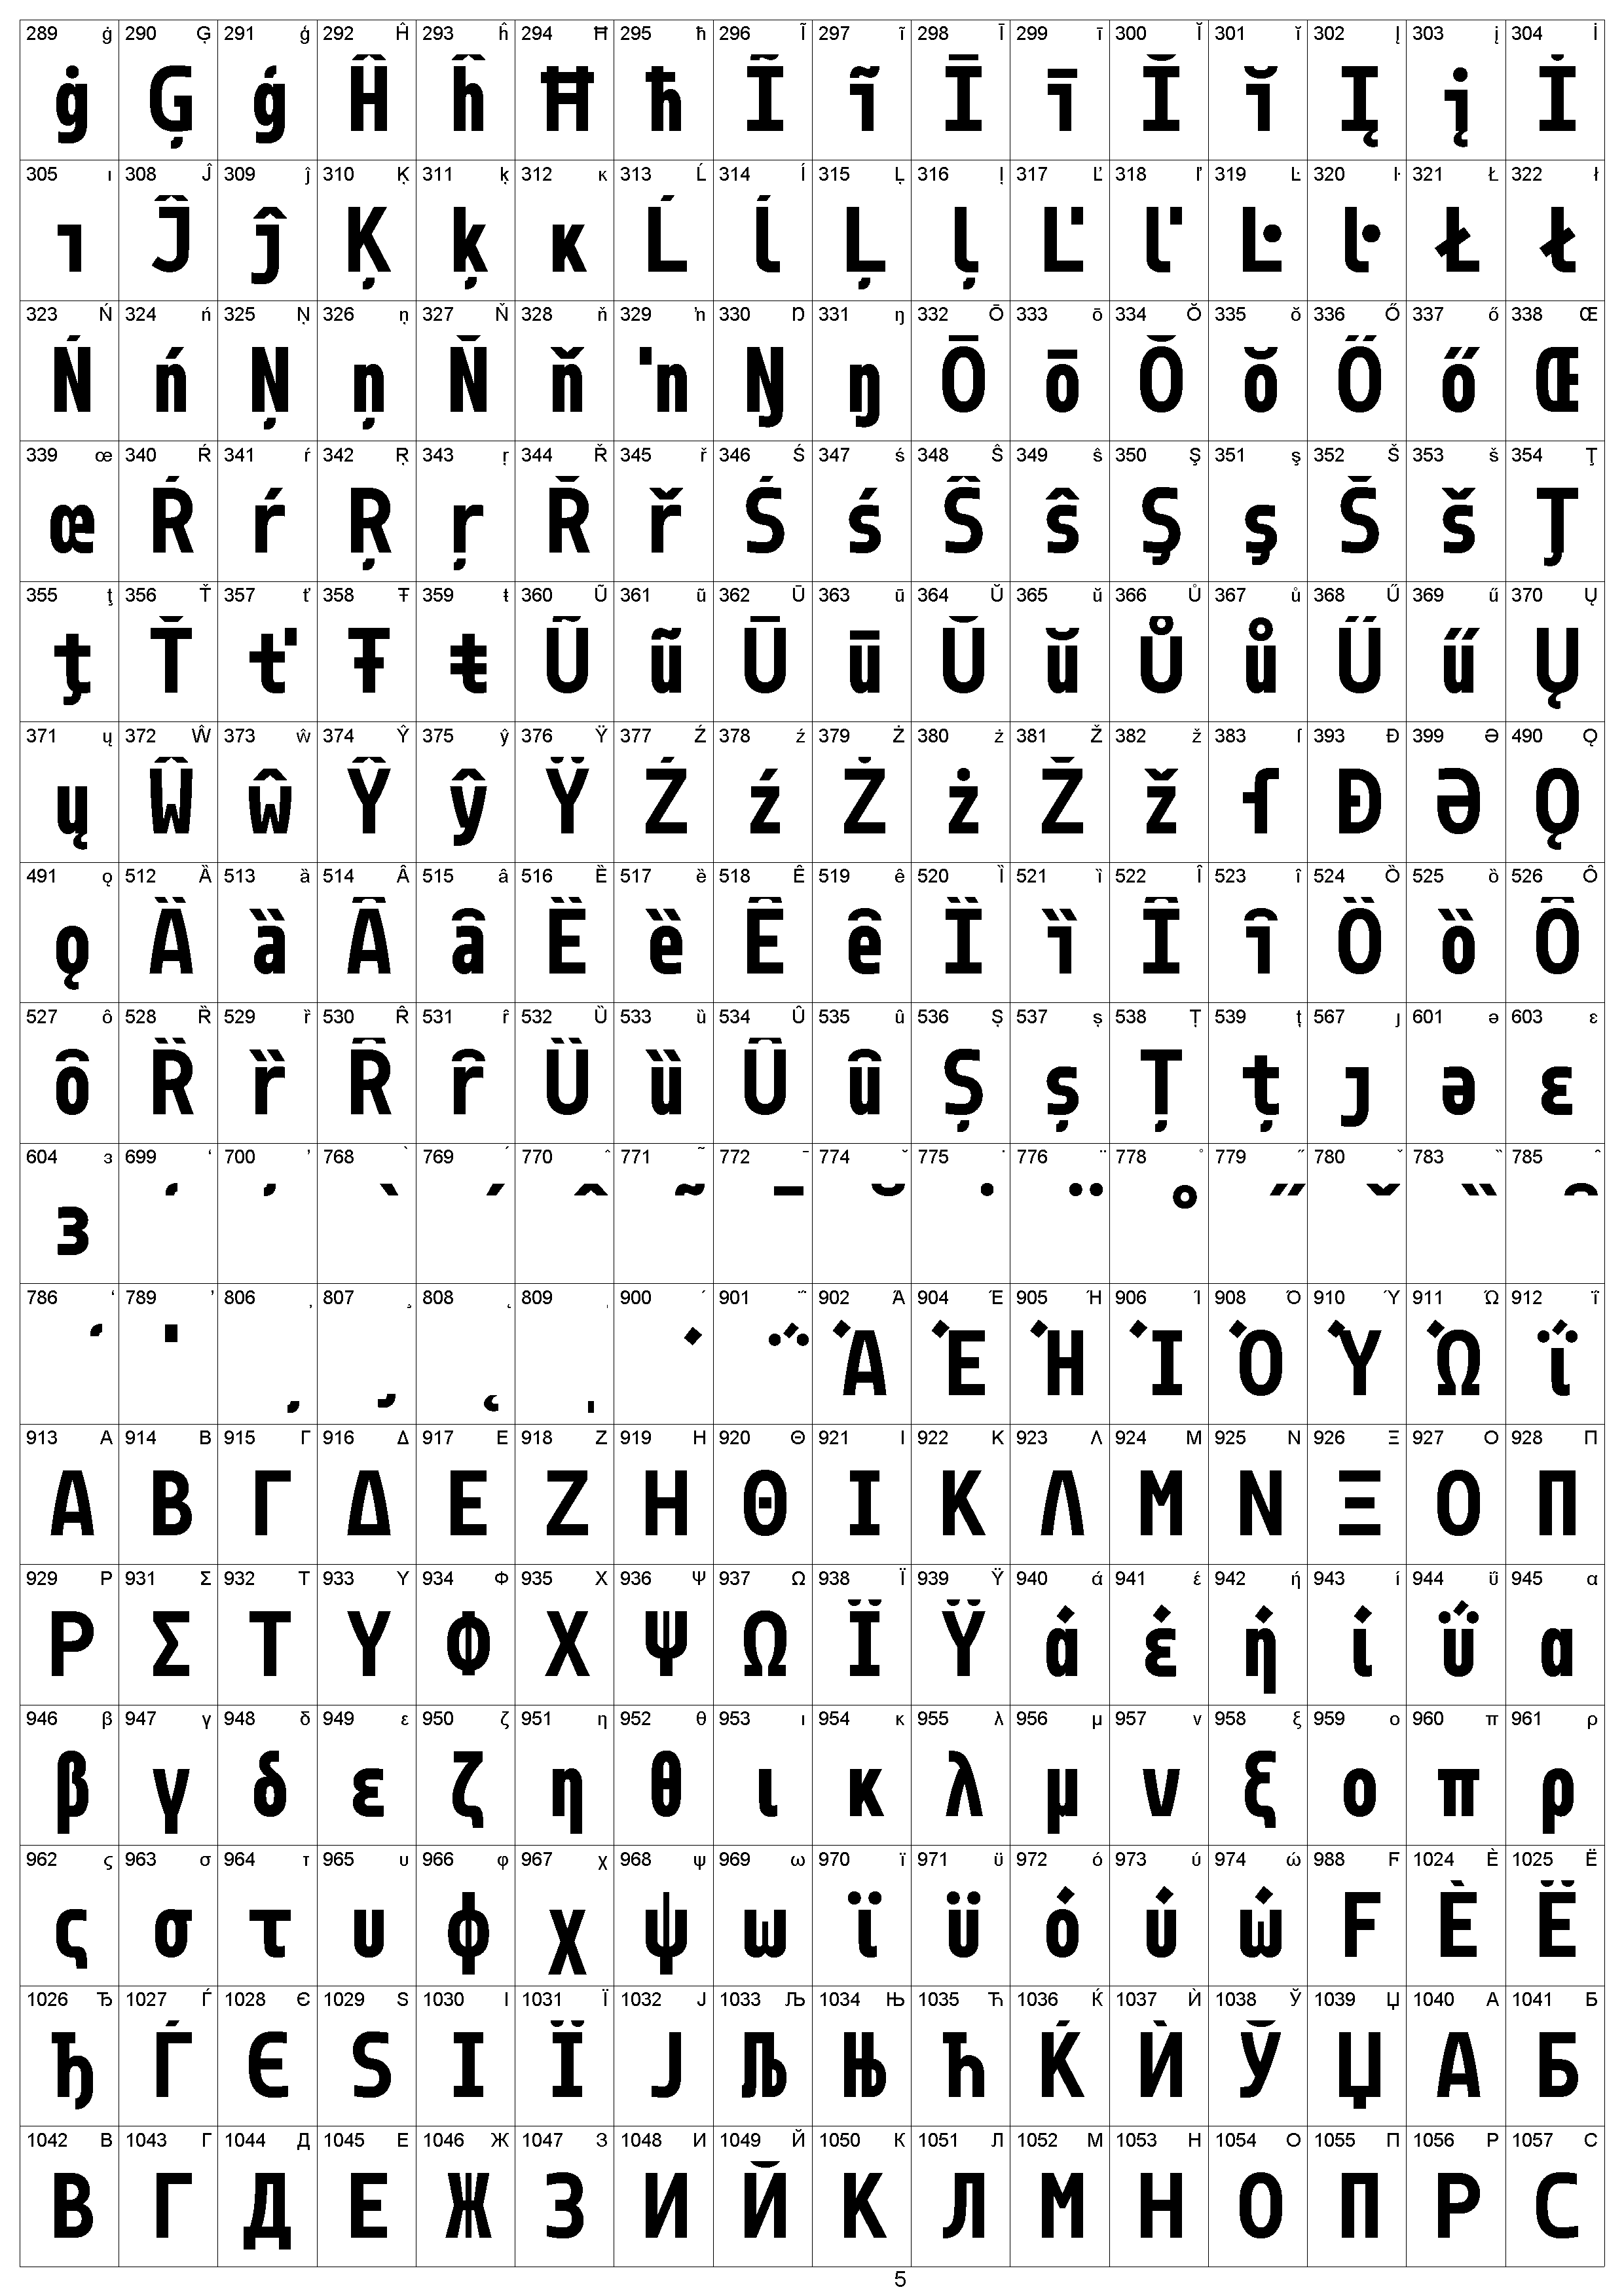 289 ġ 290 Ģ 291 ģ 292 Ĥ 293 ĥ 294 Ħ 295 ħ 296 Ĩ 297 ĩ 298 Ī 299 ī 300 Ĭ 301 ĭ 302 Į 303 į 304 İ
ġ Ģ ģ Ĥ ĥ Ħ ħ Ĩ ĩ Ī ī Ĭ ĭ Į į İ
305 ı 308 Ĵ 309 ĵ 310 Ķ 311 ķ 312 ĸ 313 Ĺ 314 ĺ 315 Ļ 316 ļ 317 Ľ 318 ľ 319 Ŀ 320 ŀ 321 Ł 322 ł
ı Ĵ ĵ Ķ ķ ĸ Ĺ ĺ Ļ ļ Ľ ľ Ŀ ŀ Ł ł
323 Ń 324 ń 325 Ņ 326 ņ 327 Ň 328 ň 329 ŉ 330 Ŋ 331 ŋ 332 Ō 333 ō 334 Ŏ 335 ŏ 336 Ő 337 ő 338 Œ
Ń ń Ņ ņ Ň ň ŉ Ŋ ŋ Ō ō Ŏ ŏ Ő ő Œ
339 œ 340 Ŕ 341 ŕ 342 Ŗ 343 ŗ 344 Ř 345 ř 346 Ś 347 ś 348 Ŝ 349 ŝ 350 Ş 351 ş 352 Š 353 š 354 Ţ
œ Ŕ ŕ Ŗ ŗ Ř ř Ś ś Ŝ ŝ Ş ş Š š Ţ
355 ţ 356 Ť 357 ť 358 Ŧ 359 ŧ 360 Ũ 361 ũ 362 Ū 363 ū 364 Ŭ 365 ŭ 366 Ů 367 ů 368 Ű 369 ű 370 Ų
ţ Ť ť Ŧ ŧ Ũ ũ Ū ū Ŭ ŭ Ů ů Ű ű Ų
371 ų 372 Ŵ 373 ŵ 374 Ŷ 375 ŷ 376 Ÿ 377 Ź 378 ź 379 Ż 380 ż 381 Ž 382 ž 383 ſ 393 Ɖ 399 Ə 490 Ǫ
ų Ŵ ŵ Ŷ ŷ Ÿ Ź ź Ż ż Ž ž ſ Ɖ Ə Ǫ
491 ǫ 512 Ȁ 513 ȁ 514 Ȃ 515 ȃ 516 Ȅ 517 ȅ 518 Ȇ 519 ȇ 520 Ȉ 521 ȉ 522 Ȋ 523 ȋ 524 Ȍ 525 ȍ 526 Ȏ
ǫ Ȁ ȁ Ȃ ȃ Ȅ ȅ Ȇ ȇ Ȉ ȉ Ȋ ȋ Ȍ ȍ Ȏ
527 ȏ 528 Ȑ 529 ȑ 530 Ȓ 531 ȓ 532 Ȕ 533 ȕ 534 Ȗ 535 ȗ 536 Ș 537 ș 538 Ț 539 ț 567 ȷ 601 ə 603 ɛ
ȏ Ȑ ȑ Ȓ ȓ Ȕ ȕ Ȗ ȗ Ș ș Ț ț ȷ ə ɛ
604 ɜ 699 ʻ 700 ʼ 768 ̀ 769 ́ 770 ̂ 771 ̃ 772 ̄ 774 ̆ 775 ̇ 776 ̈ 778 ̊ 779 ̋ 780 ̌ 783 ̏ 785 ̑
ɜ ʻ ʼ ̀ ́ ̂ ̃ ̄ ̆ ̇ ̈ ̊ ̋ ̌ ̏ ̑
786 ̒ 789 ̕ 806 ̦ 807 ̧ 808 ̨ 809 ̩ 900 ΄ 901 ΅ 902 Ά 904 Έ 905 Ή 906 Ί 908 Ό 910 Ύ 911 Ώ 912 ΐ
̒ ̕ ̦ ̧ ̨ ̩ ΄ ΅ Ά Έ Ή Ί Ό Ύ Ώ ΐ
913 Α 914 Β 915 Γ 916 Δ 917 Ε 918 Ζ 919 Η 920 Θ 921 Ι 922 Κ 923 Λ 924 Μ 925 Ν 926 Ξ 927 Ο 928 Π
Α Β Γ Δ Ε Ζ Η Θ Ι Κ Λ Μ Ν Ξ Ο Π
929 Ρ 931 Σ 932 Τ 933 Υ 934 Φ 935 Χ 936 Ψ 937 Ω 938 Ϊ 939 Ϋ 940 ά 941 έ 942 ή 943 ί 944 ΰ 945 α
Ρ Σ Τ Υ Φ Χ Ψ Ω Ϊ Ϋ ά έ ή ί ΰ α
946 β 947 γ 948 δ 949 ε 950 ζ 951 η 952 θ 953 ι 954 κ 955 λ 956 μ 957 ν 958 ξ 959 ο 960 π 961 ρ
β γ δ ε ζ η θ ι κ λ μ ν ξ ο π ρ
962 ς 963 σ 964 τ 965 υ 966 φ 967 χ 968 ψ 969 ω 970 ϊ 971 ϋ 972 ό 973 ύ 974 ώ 988 Ϝ 1024 Ѐ 1025 Ё
ς σ τ υ φ χ ψ ω ϊ ϋ ό ύ ώ Ϝ Ѐ Ё
1026 Ђ 1027 Ѓ 1028 Є 1029 Ѕ 1030 І 1031 Ї 1032 Ј 1033 Љ 1034 Њ 1035 Ћ 1036 Ќ 1037 Ѝ 1038 Ў 1039 Џ 1040 А 1041 Б
Ђ Ѓ Є Ѕ І Ї Ј Љ Њ Ћ Ќ Ѝ Ў Џ А Б
1042 В 1043 Г 1044 Д 1045 Е 1046 Ж 1047 З 1048 И 1049 Й 1050 К 1051 Л 1052 М 1053 Н 1054 О 1055 П 1056 Р 1057 С
В Г Д Е Ж З И Й К Л М Н О П Р С
5